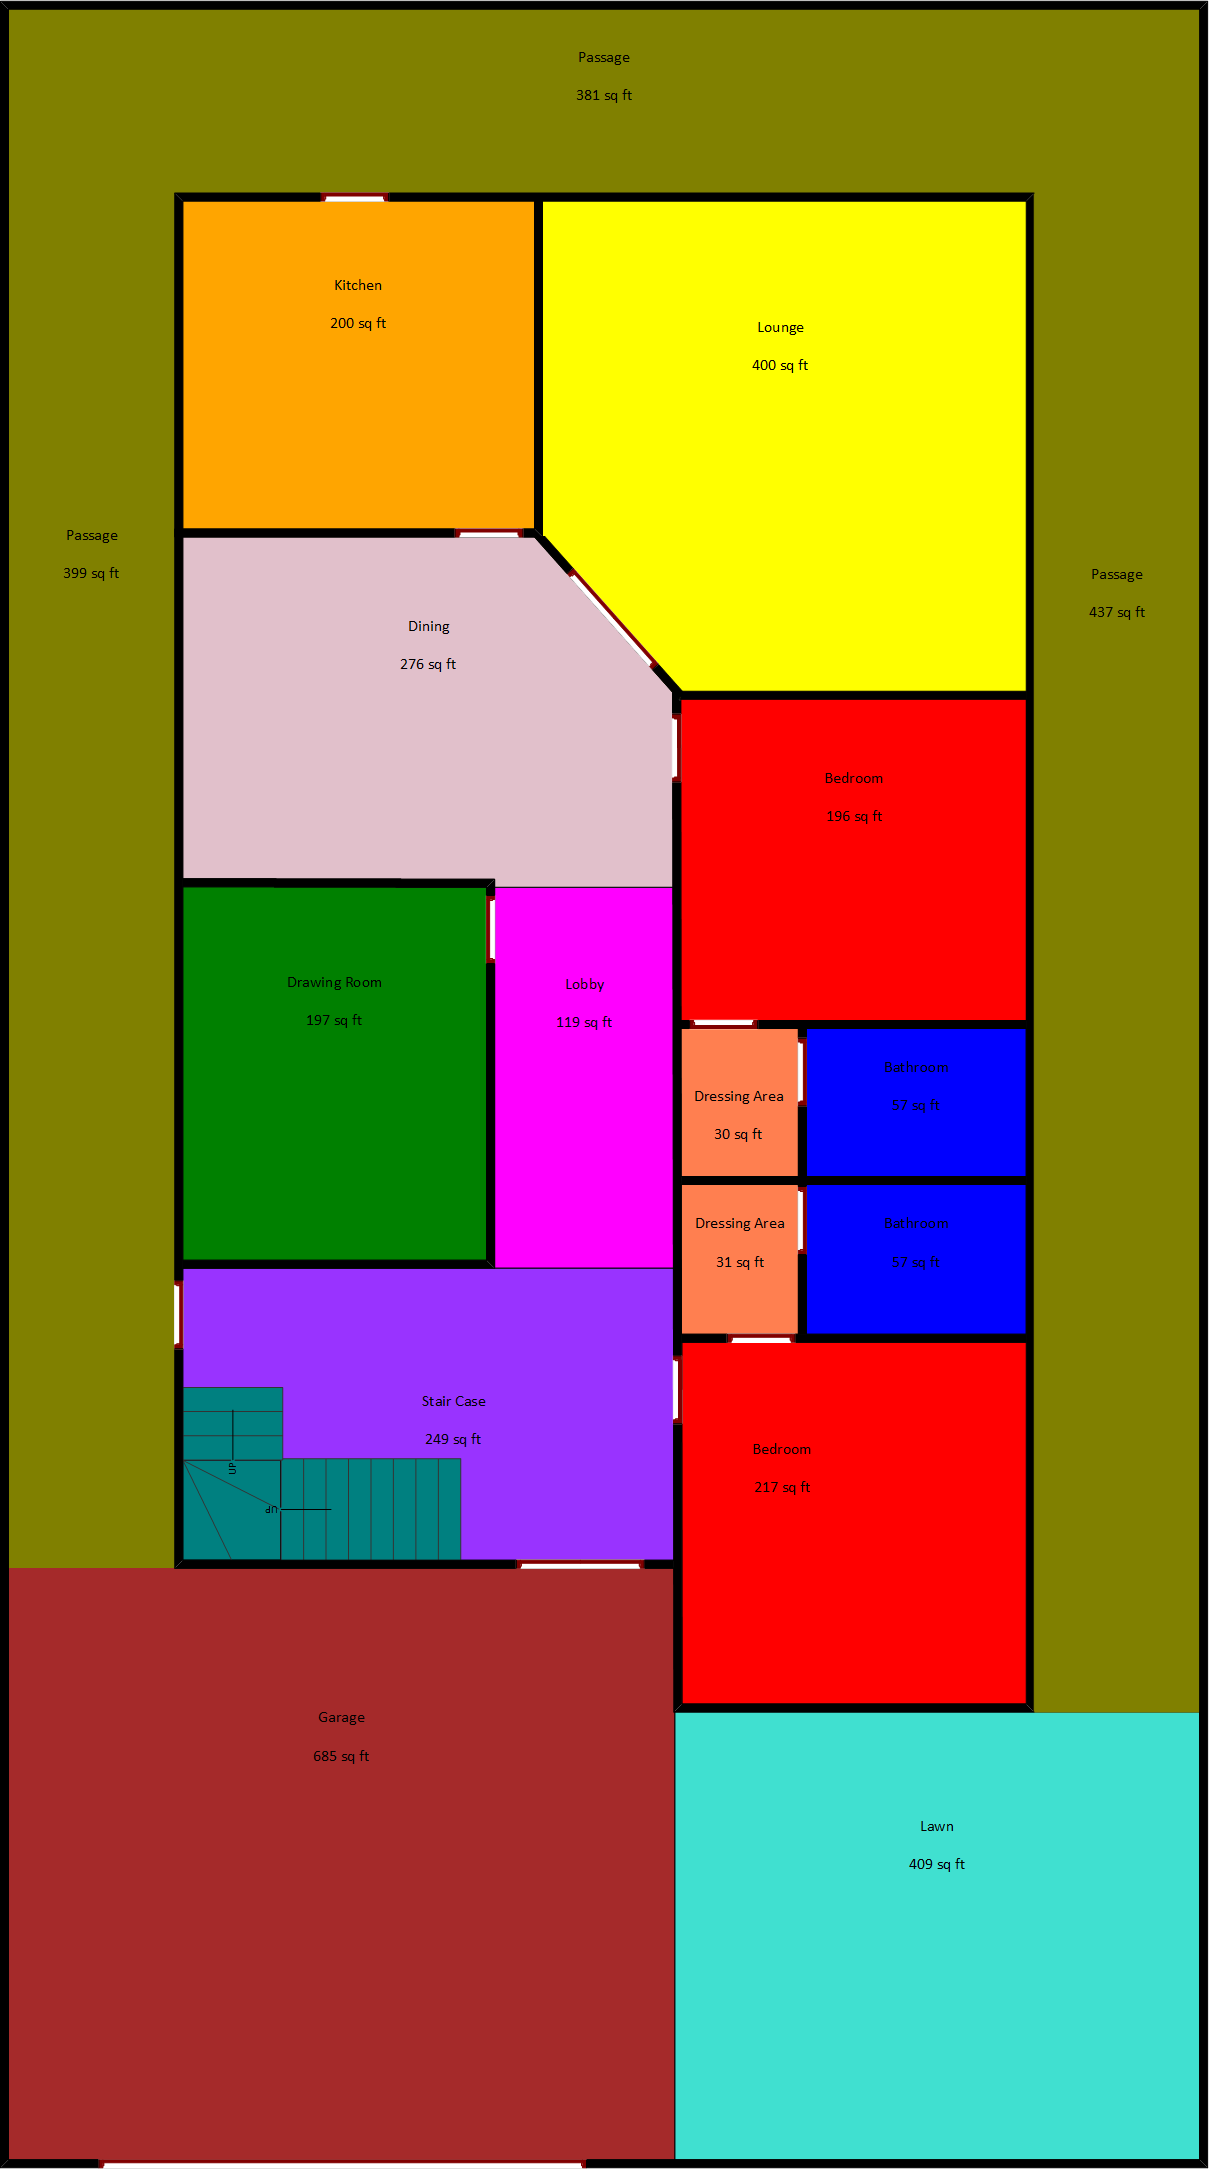 Passage
381 sq ft
Kitchen
200 sq ft
Lounge
400 sq ft
Passage
399 sq ft
Passage
437 sq ft
Dining
276 sq ft
Bedroom
196 sq ft
Drawing Room
197 sq ft
Lobby
119 sq ft
Dressing Area
30 sq ft
Bathroom
57 sq ft
Dressing Area
31 sq ft
Bathroom
57 sq ft
Stair Case
249 sq ft
UP
UP
Bedroom
217 sq ft
Garage
685 sq ft
Lawn
409 sq ft